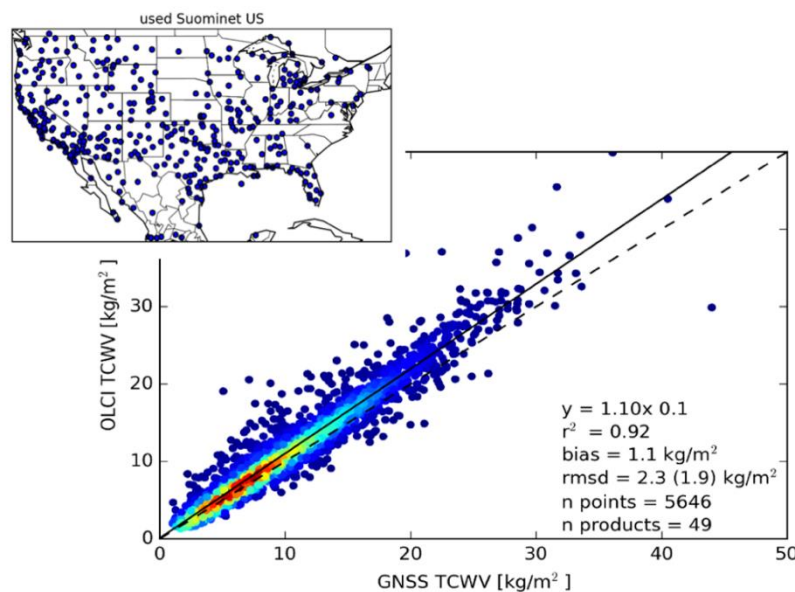 used Suominet US
OLCI TCWV [kg/m²]
30
20
10
0
0
10
20
30
40
50
GNSS TCWV [kg/m²]
y = 1.10x 0.1
r² = 0.92
bias = 1.1 kg/m²
rmsd = 2.3 (1.9) kg/m²
n points = 5646
n products = 49